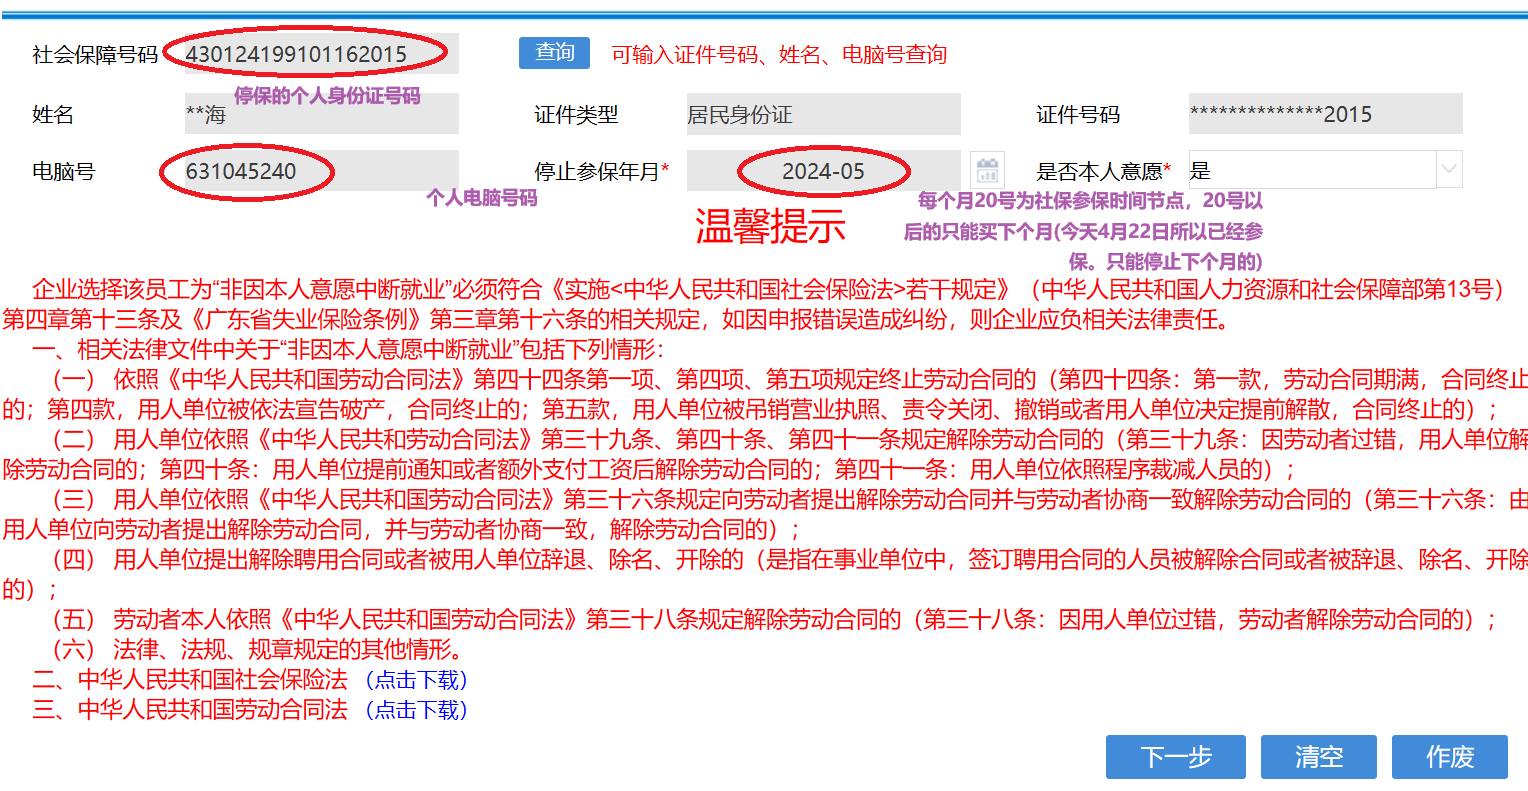 社会保障号码 430124199101162015 查询 可输入证件号码、姓名、电脑号查询
停保的个人身份证号码
姓名 **海 证件类型 居民身份证 证件号码 **************2015
电脑号 631045240 停止参保年月* 2024-05 是否本人意愿* 是
个人电脑号码
每个月20号为社保参保时间节点，20号以
后的只能买下个月(今天4月22日所以已经参
保。只能停止下个月的)
温馨提示
企业选择该员工为“非因本人意愿中断就业”必须符合《实施<中华人民共和国社会保险法>若干规定》（中华人民共和国人力资源和社会保障部第13号）
第四章第十三条及《广东省失业保险条例》第三章第十六条的相关规定，如因申报错误造成纠纷，则企业应负相关法律责任。
一、相关法律文件中关于“非因本人意愿中断就业”包括下列情形：
（一） 依照《中华人民共和国劳动合同法》第四十四条第一项、第四项、第五项规定终止劳动合同的（第四十四条：第一款，劳动合同期满，合同终止
的；第四款，用人单位被依法宣告破产，合同终止的；第五款，用人单位被吊销营业执照、责令关闭、撤销或者用人单位决定提前解散，合同终止的）；
（二） 用人单位依照《中华人民共和劳动合同法》第三十九条、第四十条、第四十一条规定解除劳动合同的（第三十九条：因劳动者过错，用人单位解
除劳动合同的；第四十条：用人单位提前通知或者额外支付工资后解除劳动合同的；第四十一条：用人单位依照程序裁减人员的）；
（三） 用人单位依照《中华人民共和国劳动合同法》第三十六条规定向劳动者提出解除劳动合同并与劳动者协商一致解除劳动合同的（第三十六条：由
用人单位向劳动者提出解除劳动合同，并与劳动者协商一致，解除劳动合同的）；
（四） 用人单位提出解除聘用合同或者被用人单位辞退、除名、开除的（是指在事业单位中，签订聘用合同的人员被解除合同或者被辞退、除名、开除
的）；
（五） 劳动者本人依照《中华人民共和国劳动合同法》第三十八条规定解除劳动合同的（第三十八条：因用人单位过错，劳动者解除劳动合同的）；
（六） 法律、法规、规章规定的其他情形。
二、中华人民共和国社会保险法 （点击下载）
三、中华人民共和国劳动合同法 （点击下载）
下一步 清空 作废